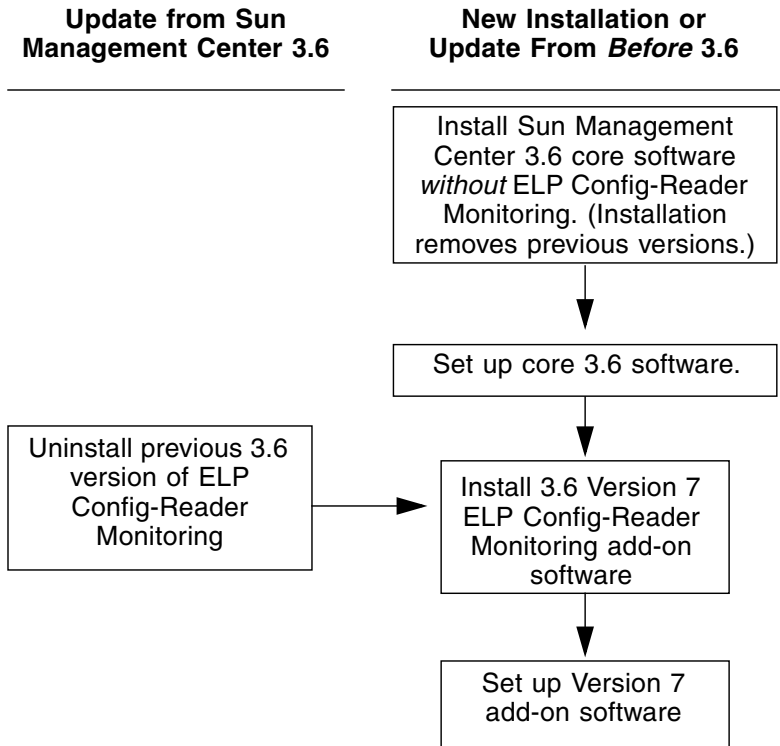 Update from Sun
Management Center 3.6
New Installation or
Update From Before 3.6
Install Sun Management
Center 3.6 core software
without ELP Config-Reader
Monitoring. (Installation
removes previous versions.)
Set up core 3.6 software.
Uninstall previous 3.6
version of ELP
Config-Reader
Monitoring
Install 3.6 Version 7
ELP Config-Reader
Monitoring add-on
software
Set up Version 7
add-on software